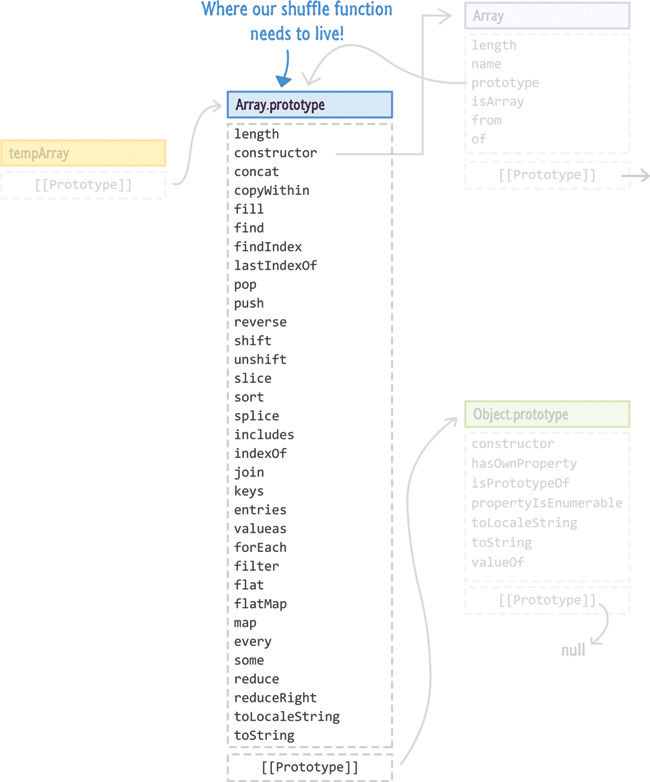 Where our shuffle function
needs to live!
Array
length
name
prototype
isArray
from
of
[[Prototype]]
tempArray
[[Prototype]]
Array.prototype
length
constructor
concat
copyWithin
fill
find
findIndex
lastIndexOf
pop
push
reverse
shift
unshift
slice
sort
splice
includes
indexOf
join
keys
entries
valueas
forEach
filter
flat
flatMap
map
every
some
reduce
reduceRight
toLocaleString
toString
[[Prototype]]
Object.prototype
constructor
hasOwnProperty
isPrototypeOf
propertyIsEnumerable
toLocaleString
toString
valueOf
[[Prototype]]
null